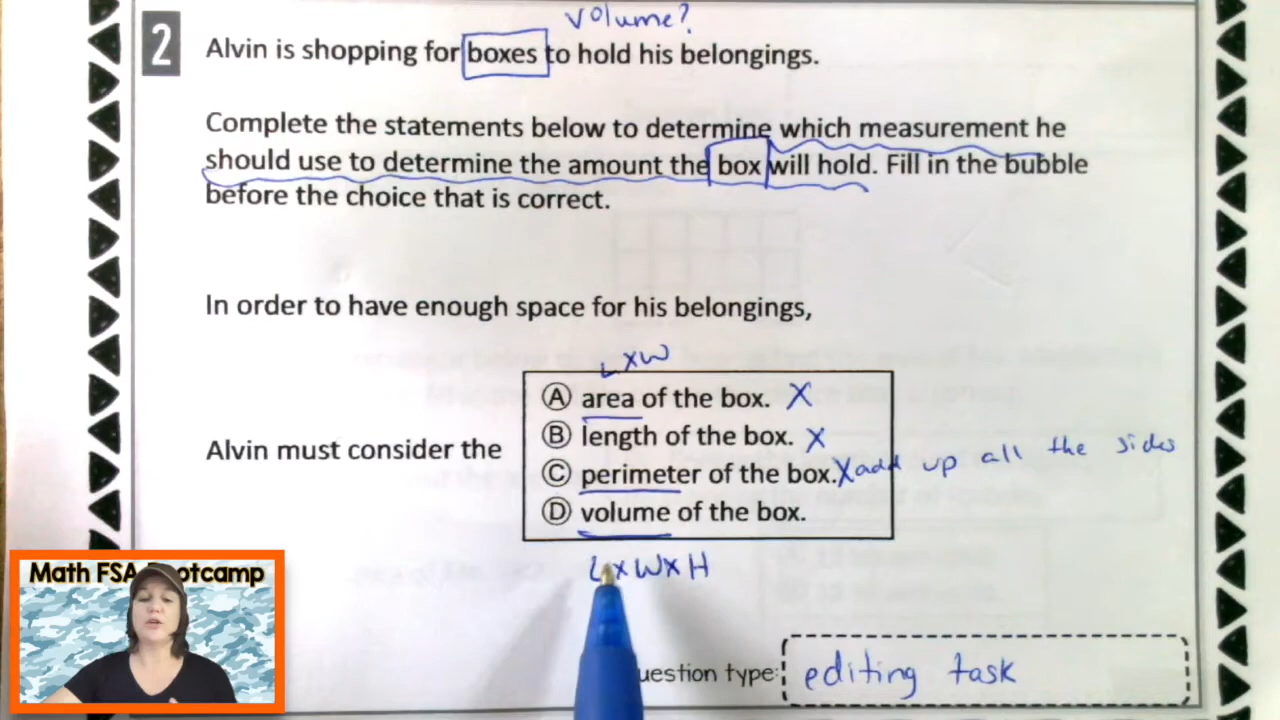 volume?
2 Alvin is shopping for boxes to hold his belongings.
Complete the statements below to determine which measurement he
should use to determine the amount the box will hold. Fill in the bubble
before the choice that is correct.
In order to have enough space for his belongings,
L x W
Ⓐ area of the box. X
Ⓑ length of the box. X
Alvin must consider the
Ⓒ perimeter of the box. X add up all the sides
Ⓓ volume of the box.
L x W x H
Math FSA Bootcamp
uestion type: editing task